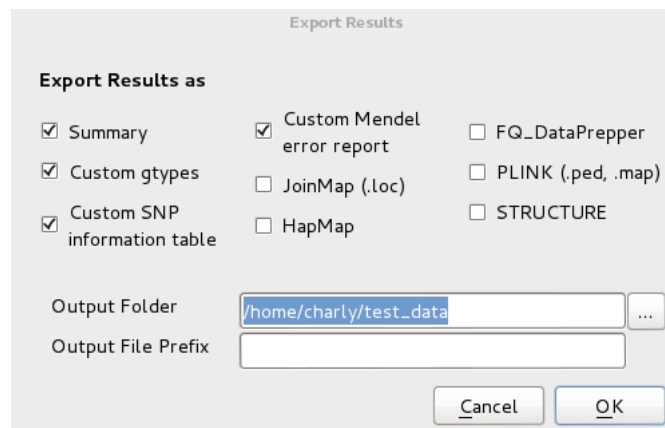 Export Results
Export Results as
Summary
Custom gtypes
Custom SNP
information table
Custom Mendel
error report
JoinMap (.loc)
HapMap
FQ_DataPrepper
PLINK (.ped, .map)
STRUCTURE
Output Folder
/home/charly/test_data
...
Output File Prefix
Cancel
OK